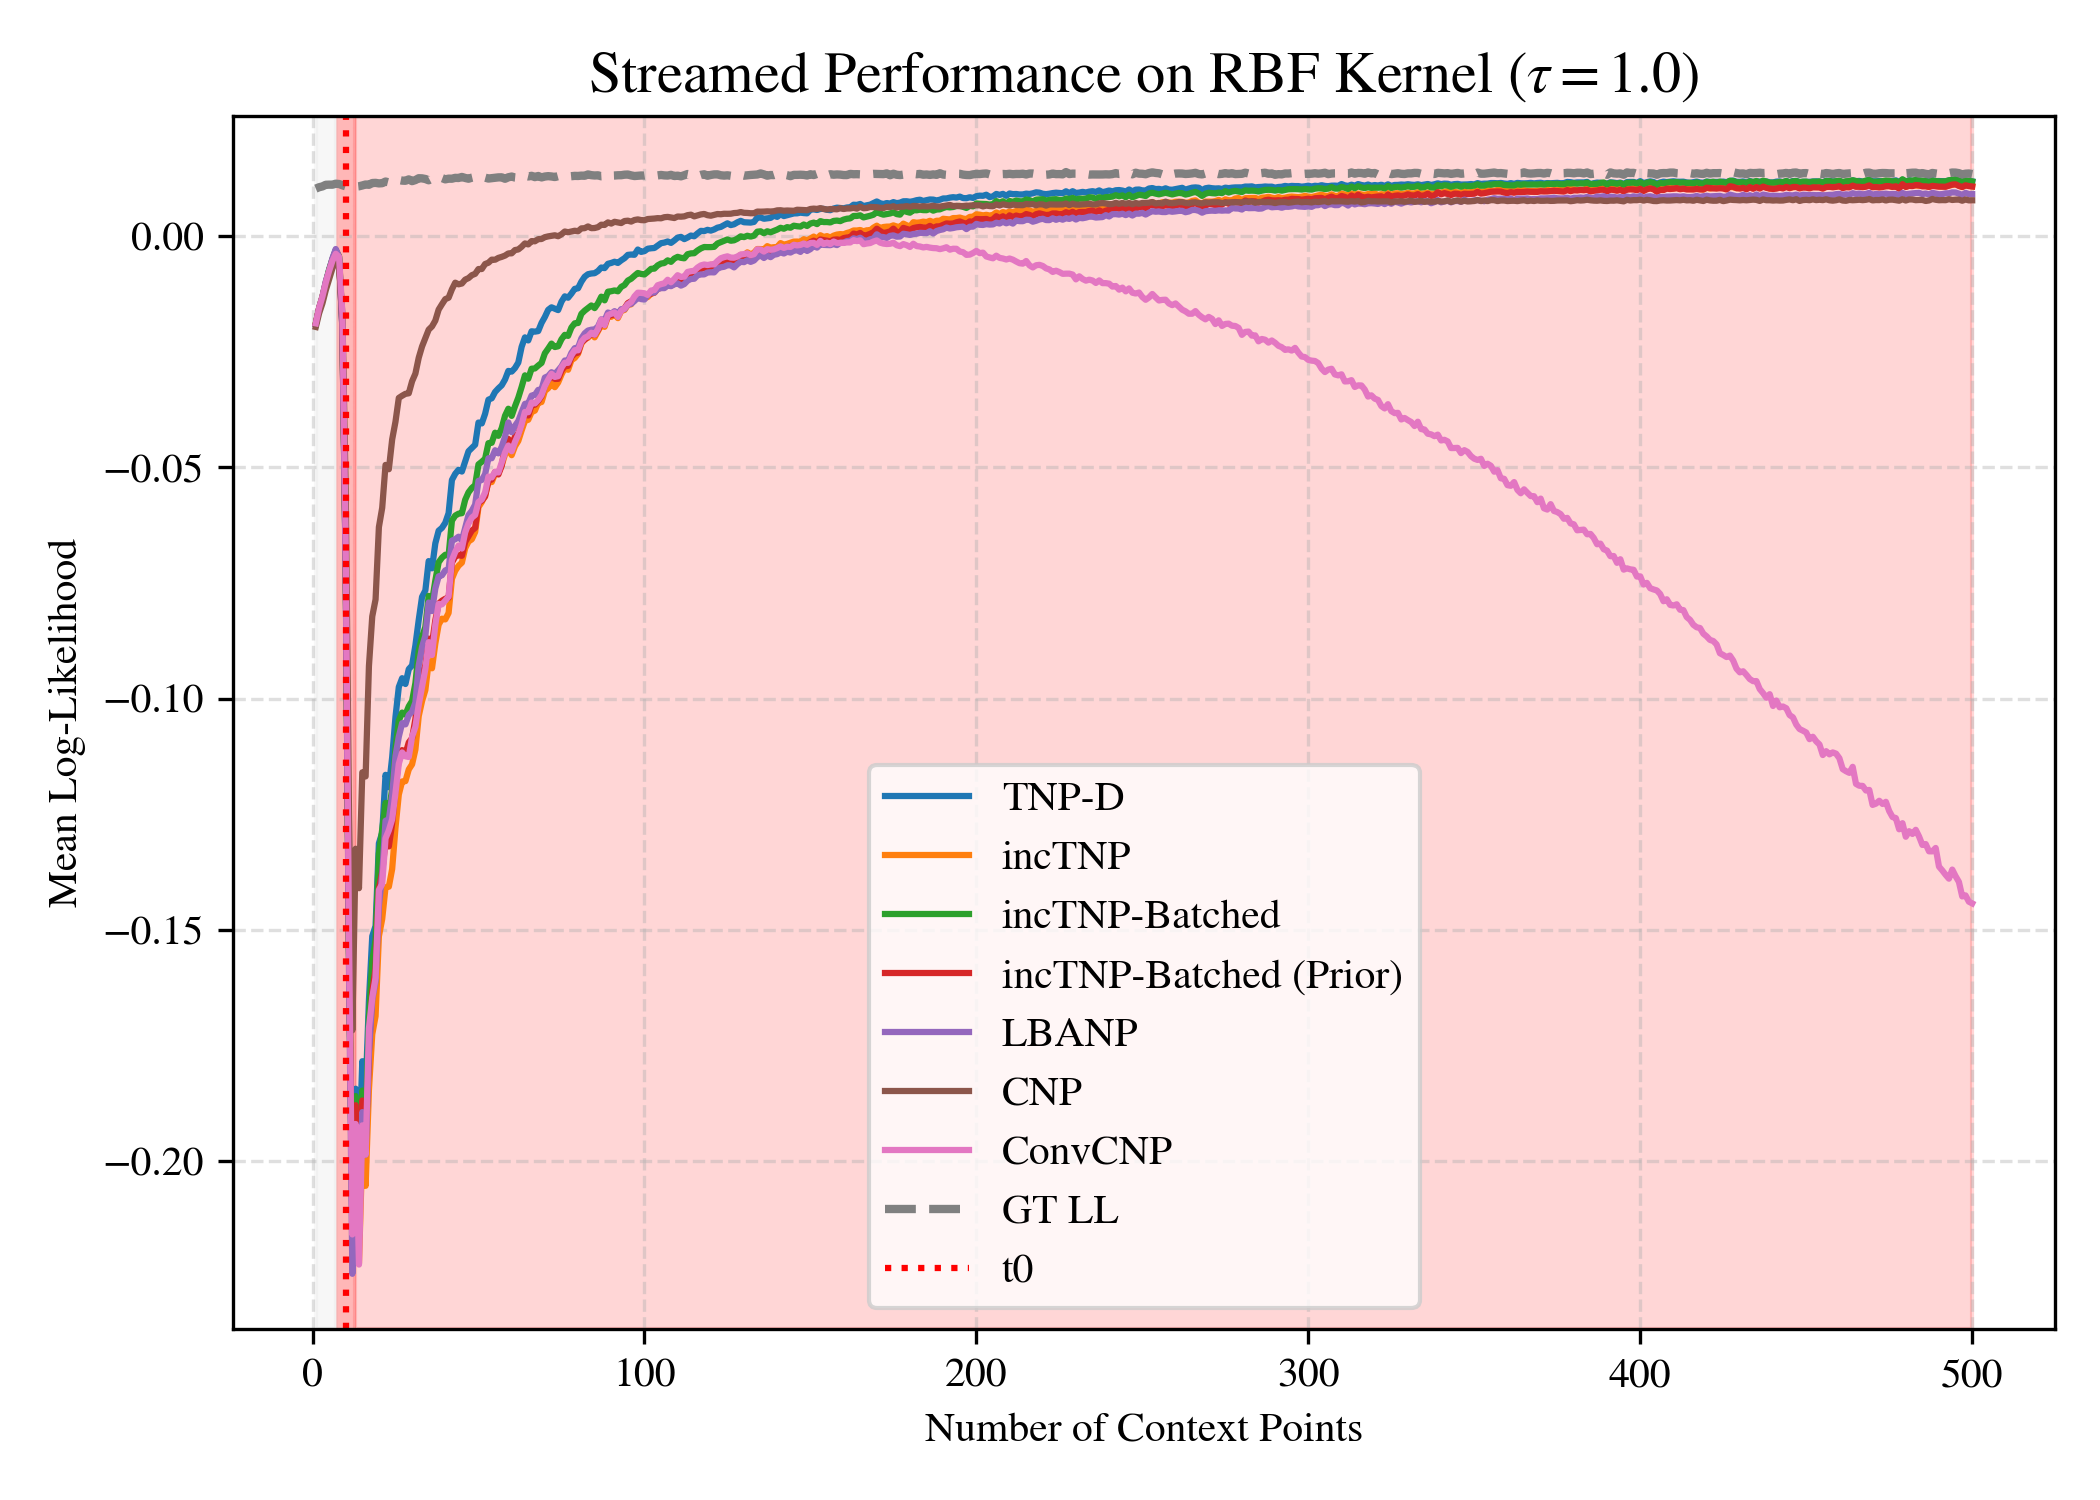 Streamed Performance on RBF Kernel (τ = 1.0)
Mean Log-Likelihood
0.00
−0.05
−0.10
−0.15
−0.20
TNP-D
incTNP
incTNP-Batched
incTNP-Batched (Prior)
LBANP
CNP
ConvCNP
GT LL
t0
0 100 200 300 400 500
Number of Context Points